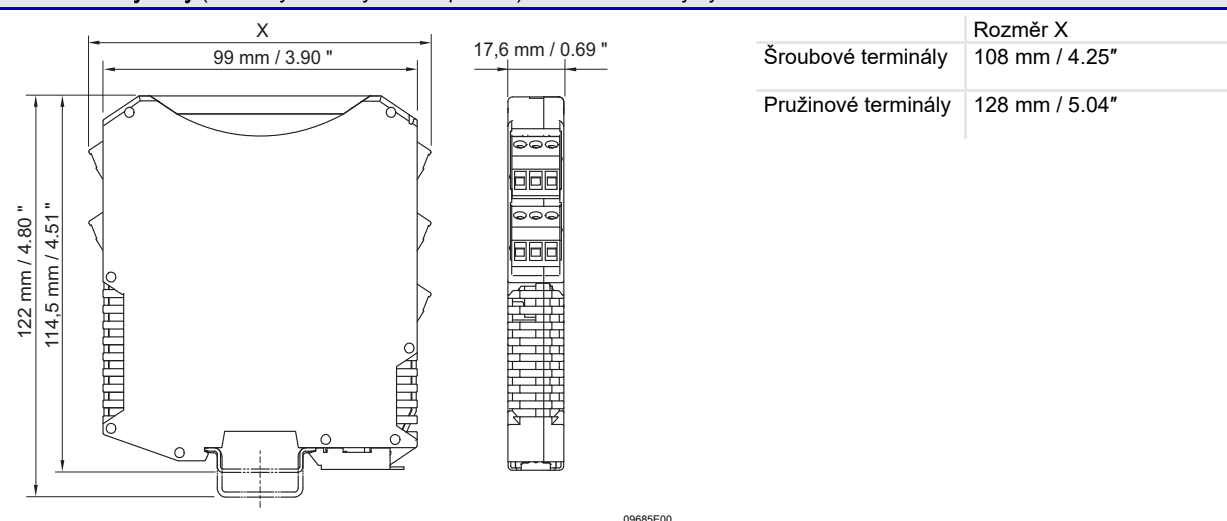 X
99 mm / 3.90 "
122 mm / 4.80 "
114,5 mm / 4.51 "
17,6 mm / 0.69 "
Rozměr X
Šroubové terminály 108 mm / 4.25″
Pružinové terminály 128 mm / 5.04″
09685E00